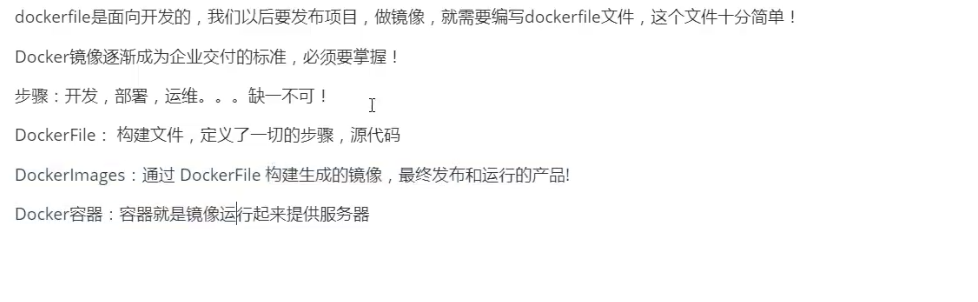 dockerfile是面向开发的，我们以后要发布项目，做镜像，就需要编写dockerfile文件，这个文件十分简单！
Docker镜像逐渐成为企业交付的标准，必须要掌握！
步骤：开发，部署，运维。。。缺一不可！
DockerFile： 构建文件，定义了一切的步骤，源代码
DockerImages：通过 DockerFile 构建生成的镜像，最终发布和运行的产品!
Docker容器：容器就是镜像运行起来提供服务器